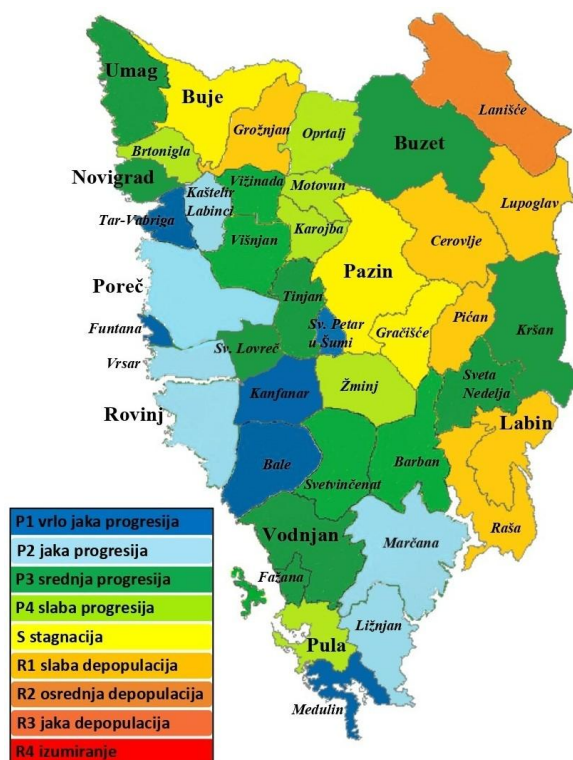 Umag
Buje
Lanišće
Grožnjan
Oprtalj
Buzet
Brtonigla
Novigrad
Vižinada
Motovun
Kaštelir
Labinci
Lupoglav
Tar-Vabriga
Karojba
Višnjan
Cerovlje
Pazin
Poreč
Tinjan
Sv. Petar
u Šumi
Gračišće
Pićan
Funtana
Kršan
Vrsar
Sv. Lovreč
Sveta
Nedelja
Kanfanar
Žminj
Rovinj
Labin
Bale
Svetvinčenat
Barban
Raša
Vodnjan
Marčana
Fažana
Ližnjan
Pula
Medulin
P1 vrlo jaka progresija
P2 jaka progresija
P3 srednja progresija
P4 slaba progresija
S stagnacija
R1 slaba depopulacija
R2 osrednja depopulacija
R3 jaka depopulacija
R4 izumiranje